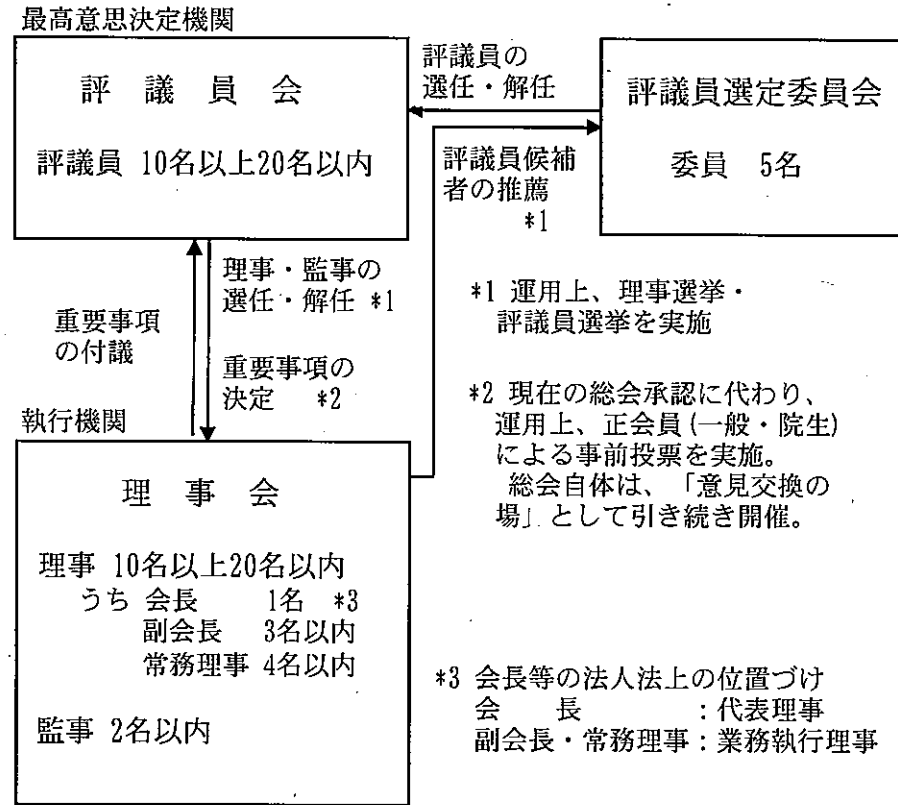 最高意思決定機関
評議員会
評議員 10名以上20名以内
評議員の
選任・解任
評議員選定委員会
委員 5名
評議員候補
者の推薦
*1
理事・監事の
選任・解任 *1
重要事項
の付議
重要事項の
決定 *2
*1 運用上、理事選挙・
評議員選挙を実施
*2 現在の総会承認に代わり、
運用上、正会員(一般・院生)
による事前投票を実施。
総会自体は、「意見交換の
場」として引き続き開催。
執行機関
理事会
理事 10名以上20名以内
うち 会長 1名 *3
副会長 3名以内
常務理事 4名以内
監事 2名以内
*3 会長等の法人法上の位置づけ
会長 :代表理事
副会長・常務理事:業務執行理事